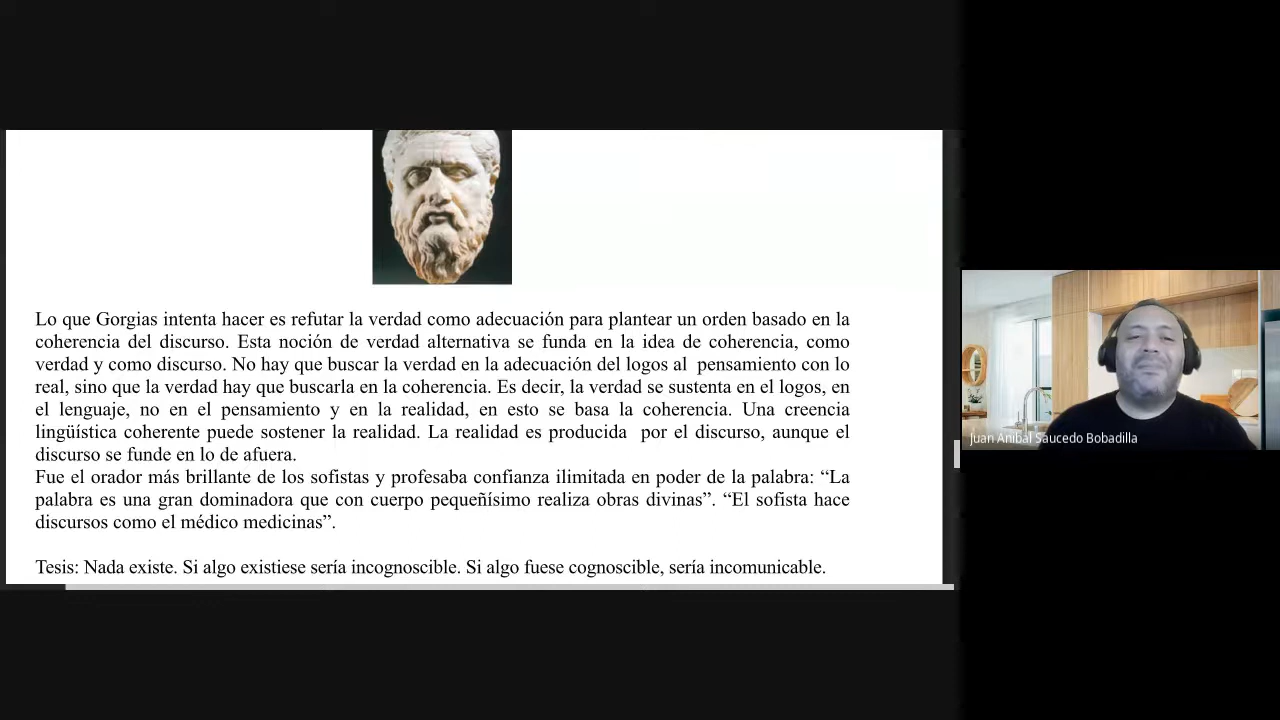 Lo que Gorgias intenta hacer es refutar la verdad como adecuación para plantear un orden basado en la
coherencia del discurso. Esta noción de verdad alternativa se funda en la idea de coherencia, como
verdad y como discurso. No hay que buscar la verdad en la adecuación del logos al pensamiento con lo
real, sino que la verdad hay que buscarla en la coherencia. Es decir, la verdad se sustenta en el logos, en
el lenguaje, no en el pensamiento y en la realidad, en esto se basa la coherencia. Una creencia
lingüística coherente puede sostener la realidad. La realidad es producida por el discurso, aunque el
discurso se funde en lo de afuera.
Fue el orador más brillante de los sofistas y profesaba confianza ilimitada en poder de la palabra: “La
palabra es una gran dominadora que con cuerpo pequeñísimo realiza obras divinas”. “El sofista hace
discursos como el médico medicinas”.
Tesis: Nada existe. Si algo existiese sería incognoscible. Si algo fuese cognoscible, sería incomunicable.
Juan Anibal Saucedo Bobadilla